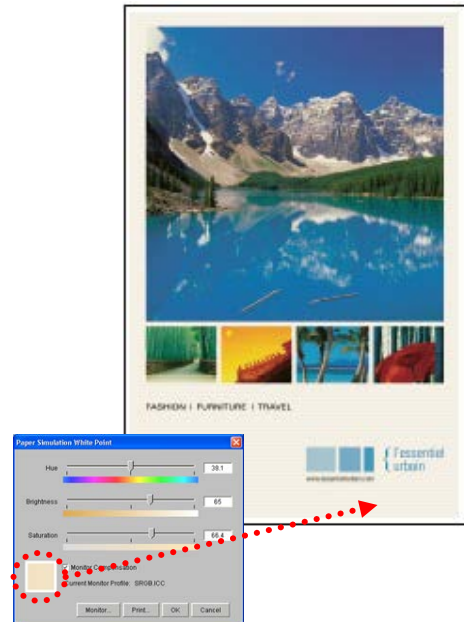 FASHION | FURNITURE | TRAVEL
l'essentiel
urbain
Paper Simulation White Point
Hue
38.1
Brightness
65
Saturation
66.4
Monitor Compensation
Current Monitor Profile: SRGB.ICC
Monitor...
Print...
OK
Cancel